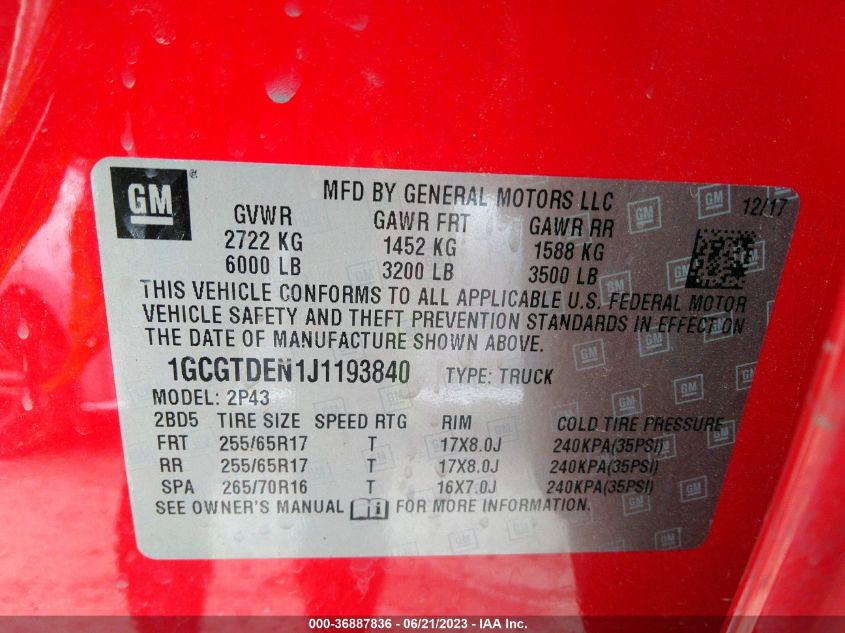 GM ® MFD BY GENERAL MOTORS LLC 12/17
GVWR GAWR FRT GAWR RR
2722 KG 1452 KG 1588 KG
6000 LB 3200 LB 3500 LB
THIS VEHICLE CONFORMS TO ALL APPLICABLE U.S. FEDERAL MOTOR
VEHICLE SAFETY AND THEFT PREVENTION STANDARDS IN EFFECT ON
THE DATE OF MANUFACTURE SHOWN ABOVE.
1GCGTDEN1J1193840 TYPE: TRUCK
MODEL: 2P43
2BD5 TIRE SIZE SPEED RTG RIM COLD TIRE PRESSURE
FRT 255/65R17 T 17X8.0J 240KPA(35PSI)
RR 255/65R17 T 17X8.0J 240KPA(35PSI)
SPA 265/70R16 T 16X7.0J 240KPA(35PSI)
SEE OWNER'S MANUAL FOR MORE INFORMATION.
000-36887836 - 06/21/2023 - IAA Inc.